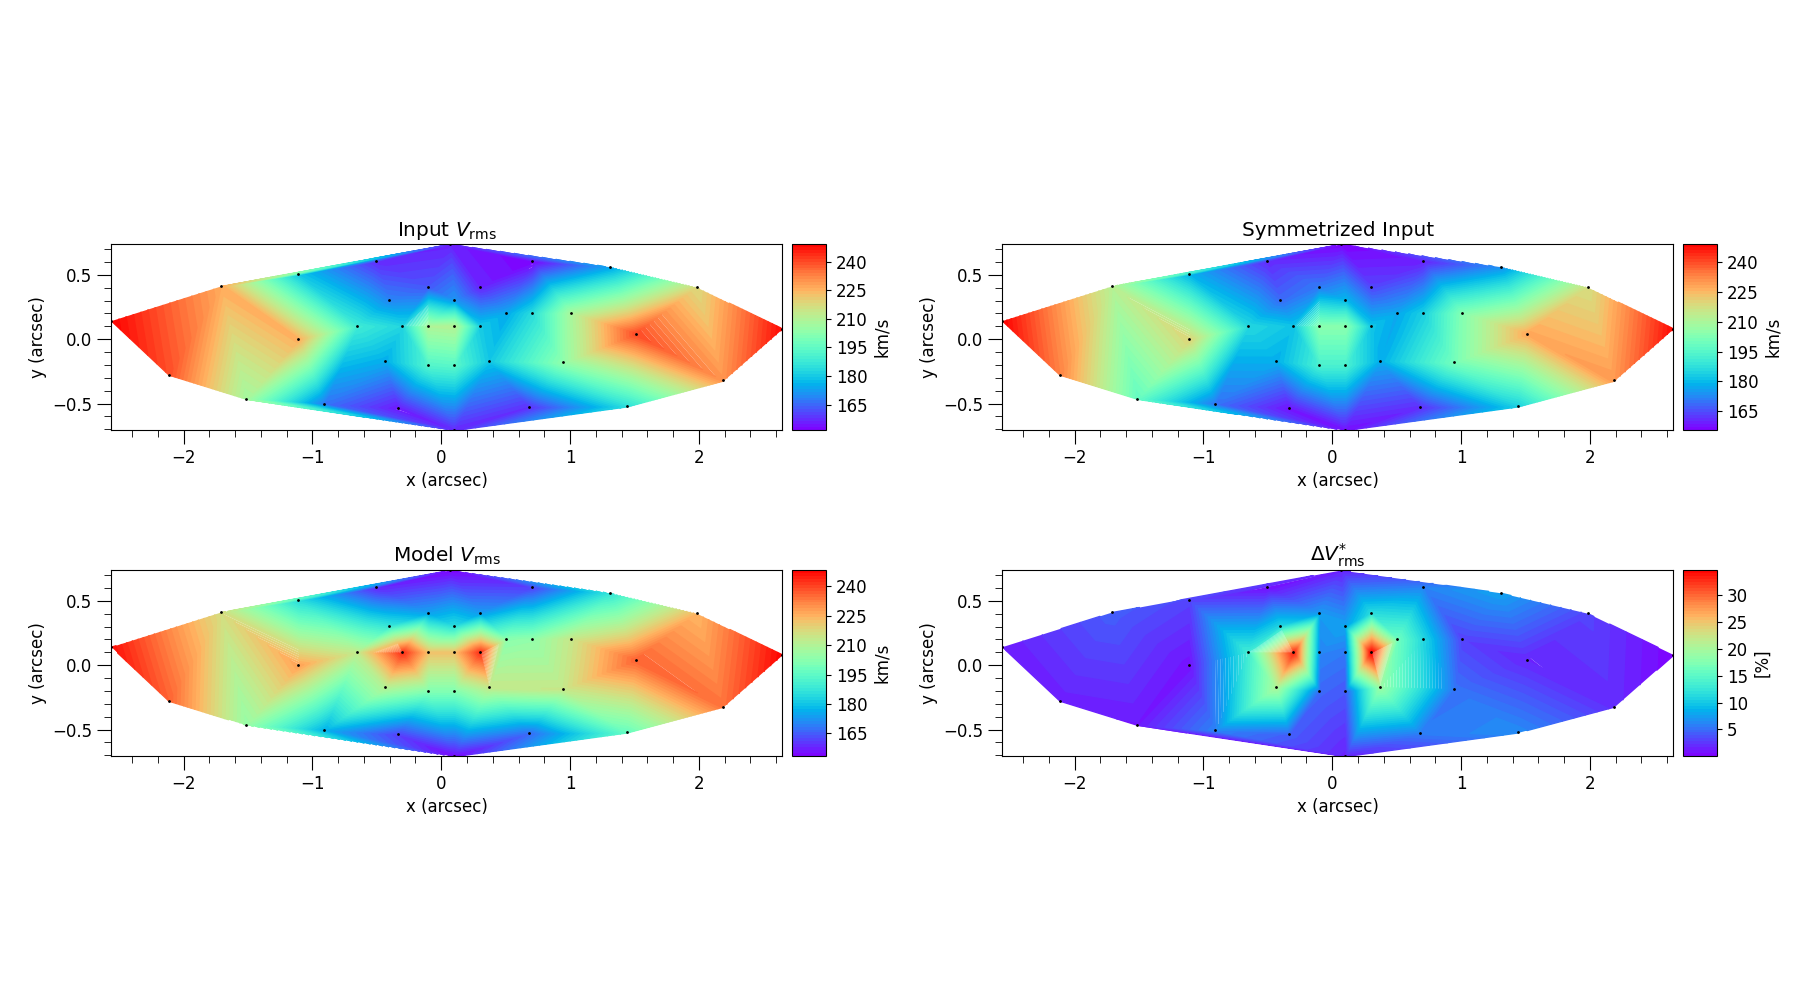 Input V_rms
Symmetrized Input
y (arcsec)
0.5
0.0
−0.5
−2 −1 0 1 2
x (arcsec)
240
225
210
195
180
165
km/s
y (arcsec)
0.5
0.0
−0.5
−2 −1 0 1 2
x (arcsec)
240
225
210
195
180
165
km/s
Model V_rms
ΔV*_rms
y (arcsec)
0.5
0.0
−0.5
−2 −1 0 1 2
x (arcsec)
240
225
210
195
180
165
km/s
y (arcsec)
0.5
0.0
−0.5
−2 −1 0 1 2
x (arcsec)
30
25
20
15
10
5
[%]